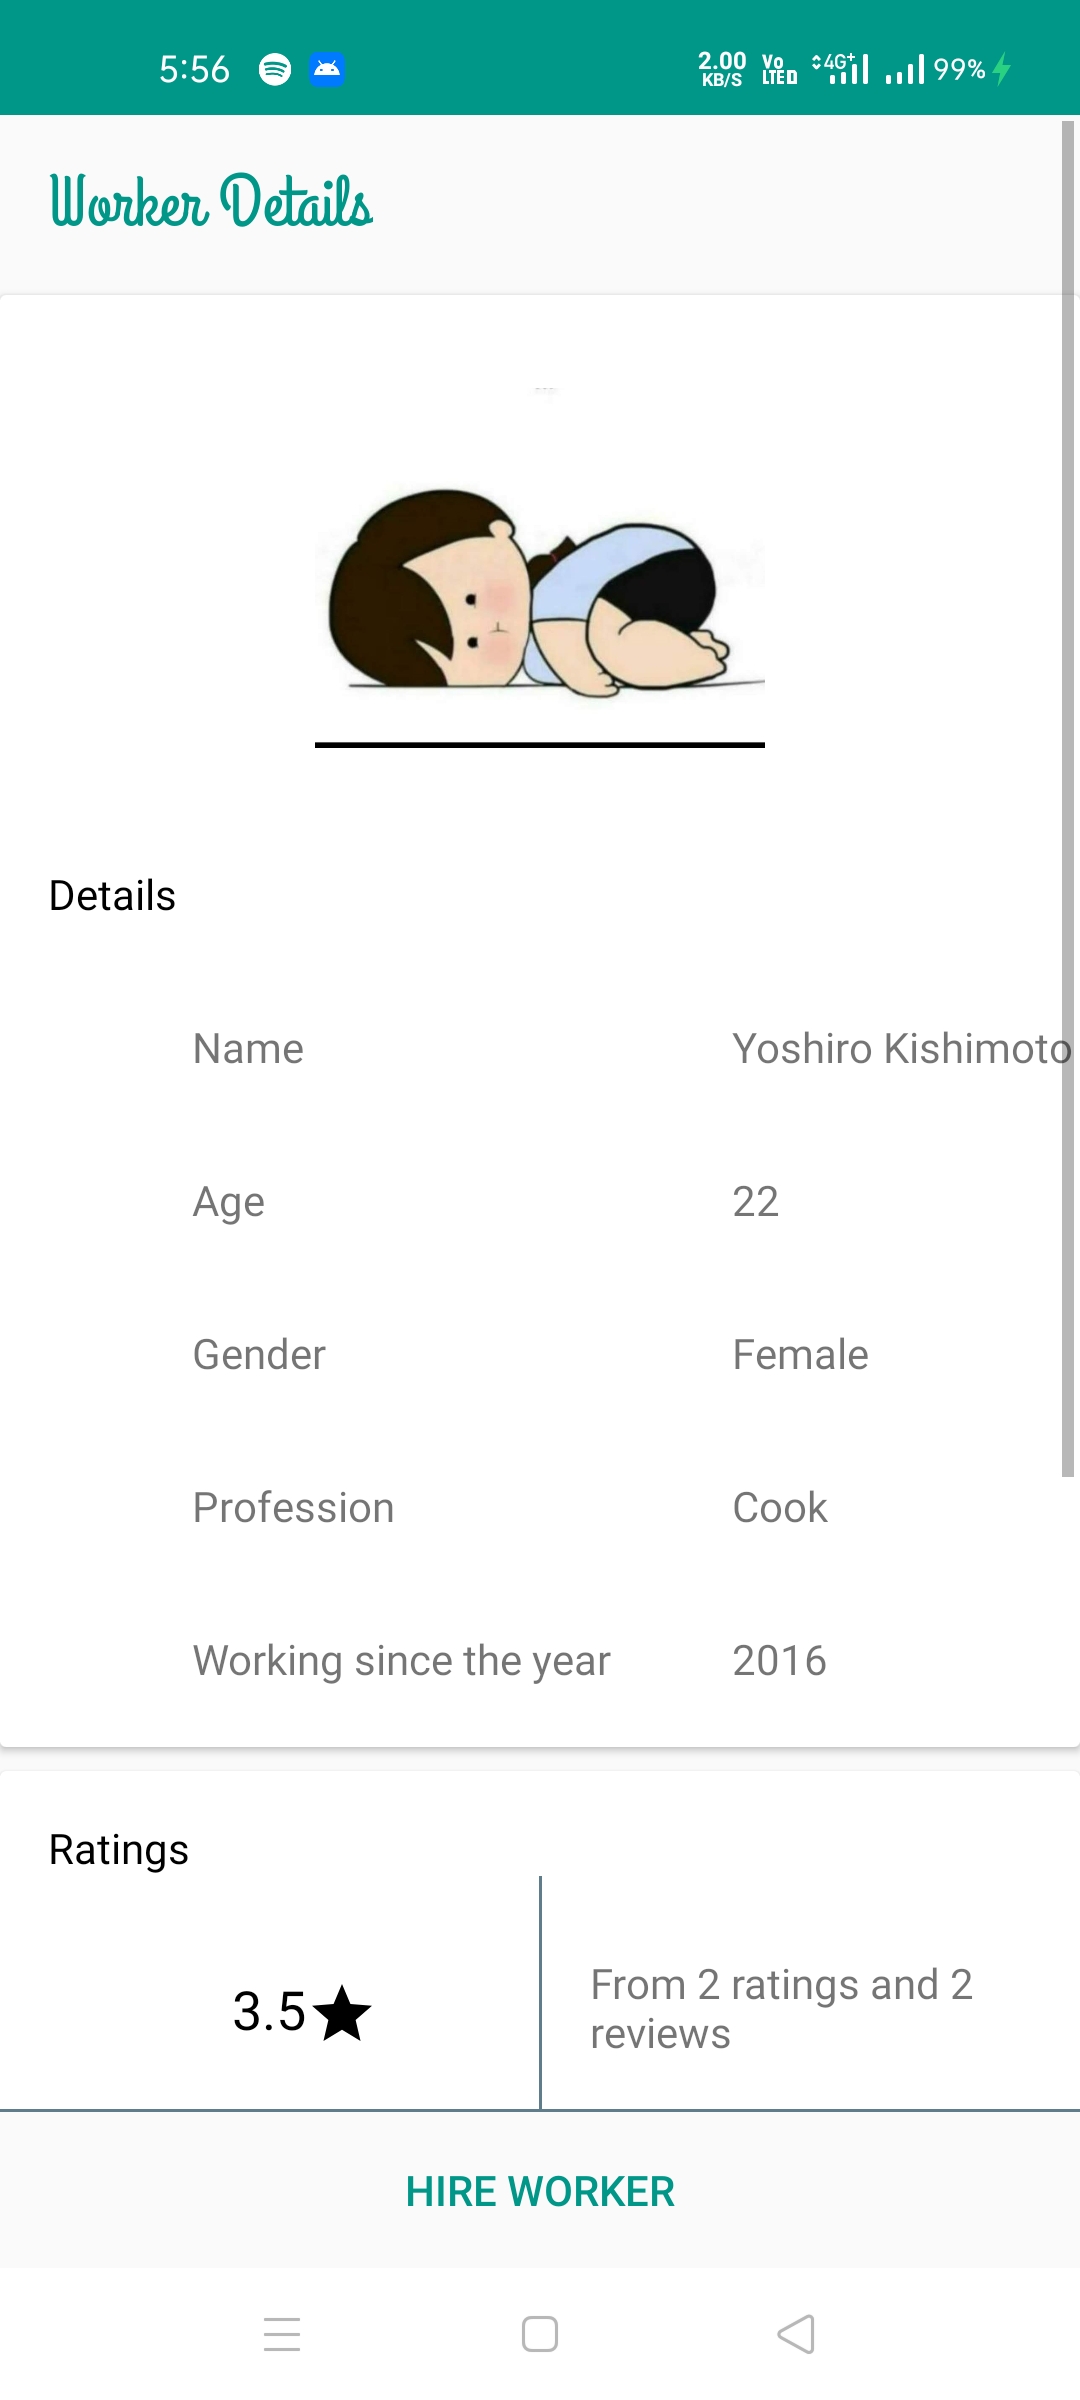 5:56
2.00 KB/S Vo LTE 4G+ 99%
Worker Details
Details
Name Yoshiro Kishimoto
Age 22
Gender Female
Profession Cook
Working since the year 2016
Ratings
3.5
From 2 ratings and 2
reviews
HIRE WORKER